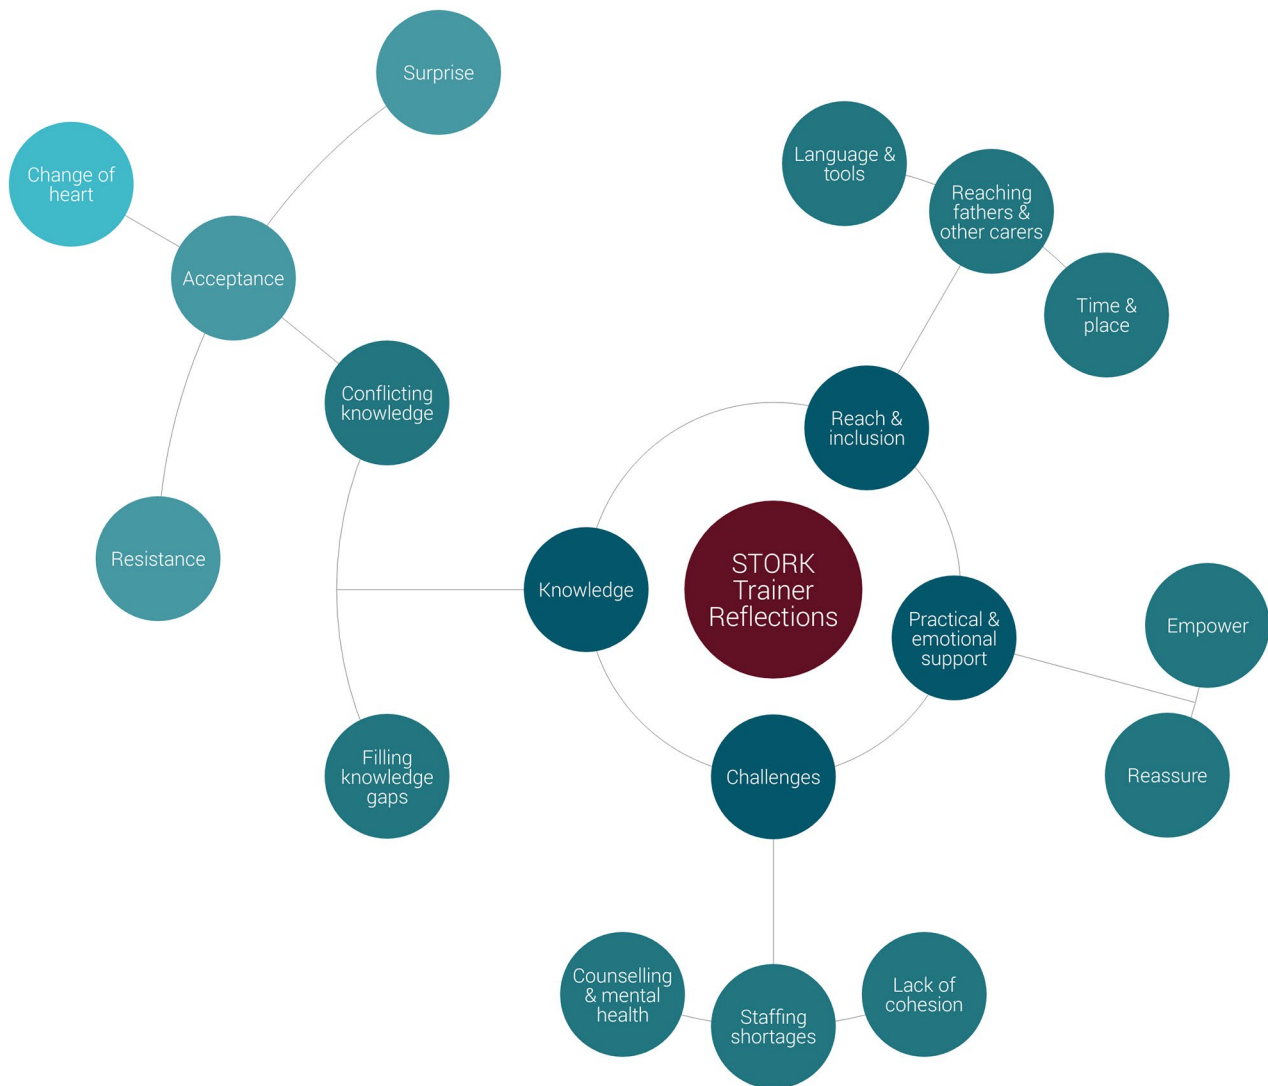 Surprise
Change of
heart
Acceptance
Conflicting
knowledge
Resistance
Filling
knowledge
gaps
Knowledge
STORK
Trainer
Reflections
Language &
tools
Reaching
fathers &
other carers
Time &
place
Reach &
inclusion
Practical &
emotional
support
Empower
Reassure
Challenges
Counselling
& mental
health
Staffing
shortages
Lack of
cohesion